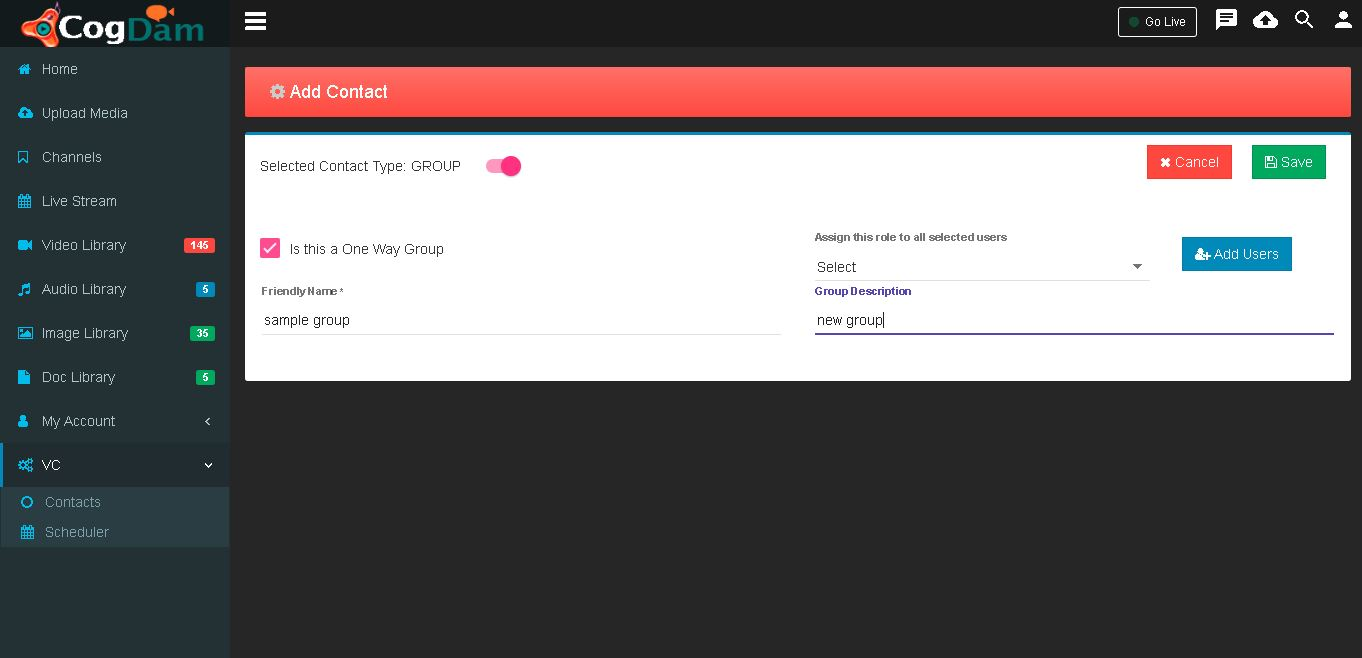 CogDam
Go Live
Home
Upload Media
Channels
Live Stream
Video Library 145
Audio Library 5
Image Library 35
Doc Library 5
My Account
VC
Contacts
Scheduler
Add Contact
Selected Contact Type: GROUP
Cancel
Save
Is this a One Way Group
Assign this role to all selected users
Select
Add Users
Friendly Name *
sample group
Group Description
new group